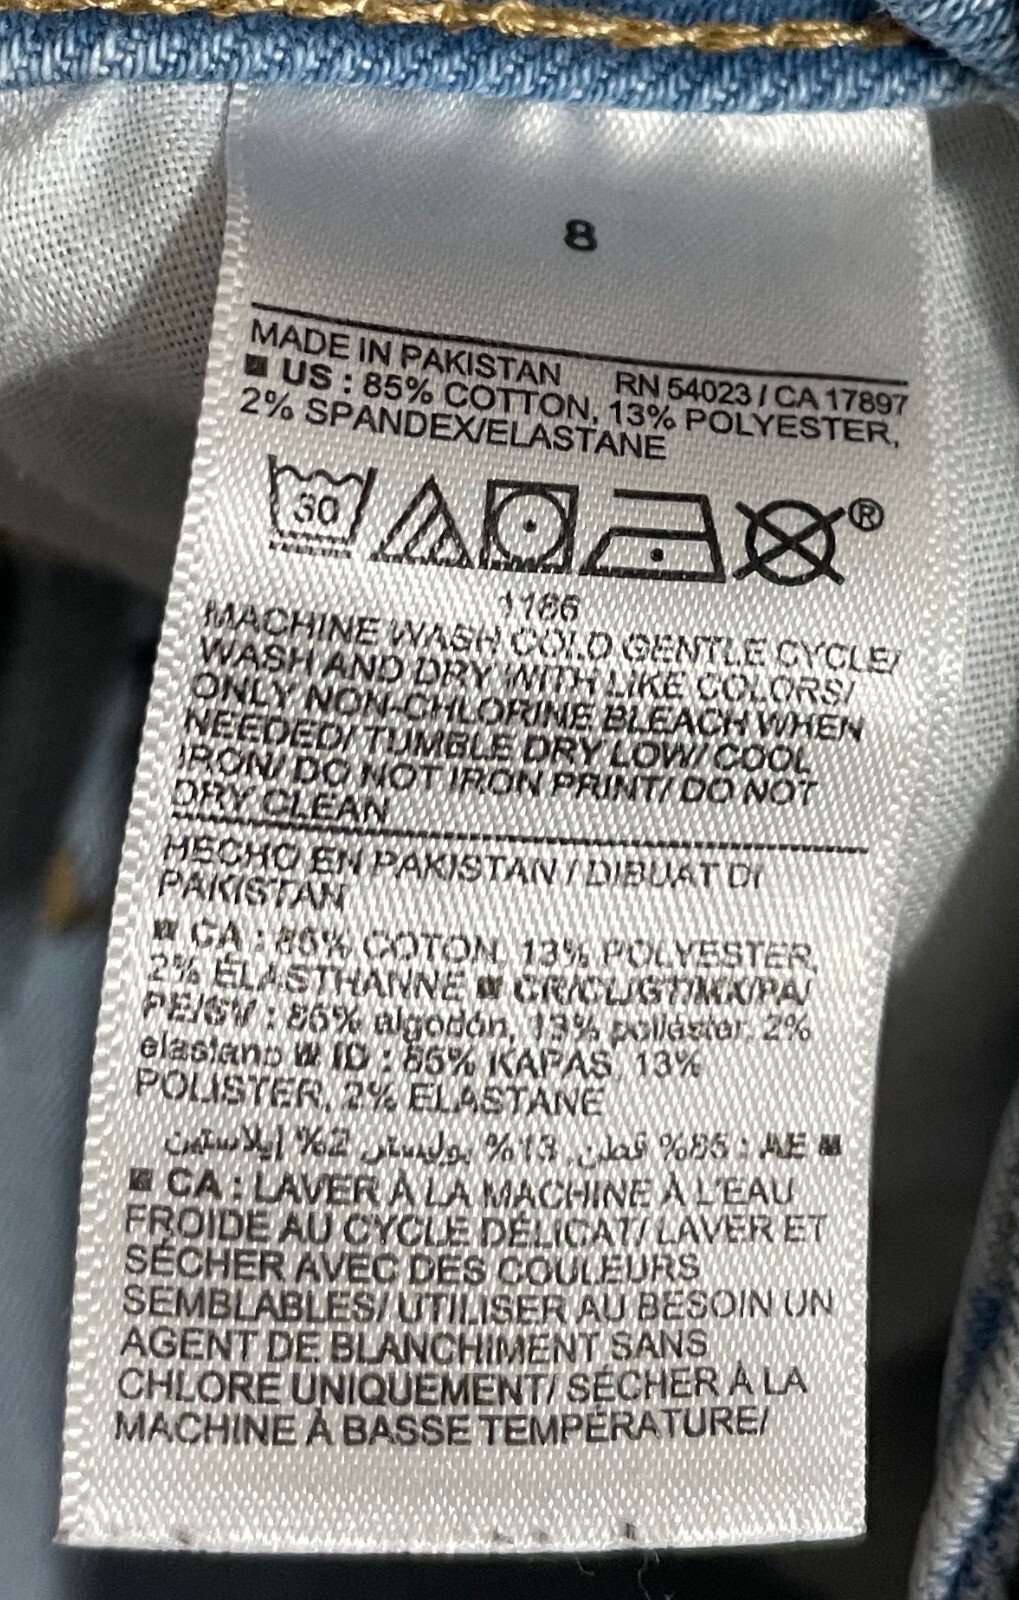 8
MADE IN PAKISTAN RN 54023 / CA 17897
■ US : 85% COTTON, 13% POLYESTER,
2% SPANDEX/ELASTANE
30
®
1166
MACHINE WASH COLD GENTLE CYCLE/
WASH AND DRY WITH LIKE COLORS/
ONLY NON-CHLORINE BLEACH WHEN
NEEDED/ TUMBLE DRY LOW/ COOL
IRON/ DO NOT IRON PRINT/ DO NOT
DRY CLEAN
HECHO EN PAKISTAN / DIBUAT DI
PAKISTAN
■ CA : 85% COTON, 13% POLYESTER,
2% ÉLASTHANNE ■ CR/CL/GT/MX/PA/
PE/SV : 85% algodón, 13% poliéster, 2%
elastano ■ ID : 85% KAPAS, 13%
POLISTER, 2% ELASTANE
■ AE : 85% قطن, 13% بوليستر, 2% إيلاستين
■ CA : LAVER À LA MACHINE À L'EAU
FROIDE AU CYCLE DÉLICAT/ LAVER ET
SÉCHER AVEC DES COULEURS
SEMBLABLES/ UTILISER AU BESOIN UN
AGENT DE BLANCHIMENT SANS
CHLORE UNIQUEMENT/ SÉCHER À LA
MACHINE À BASSE TEMPÉRATURE/